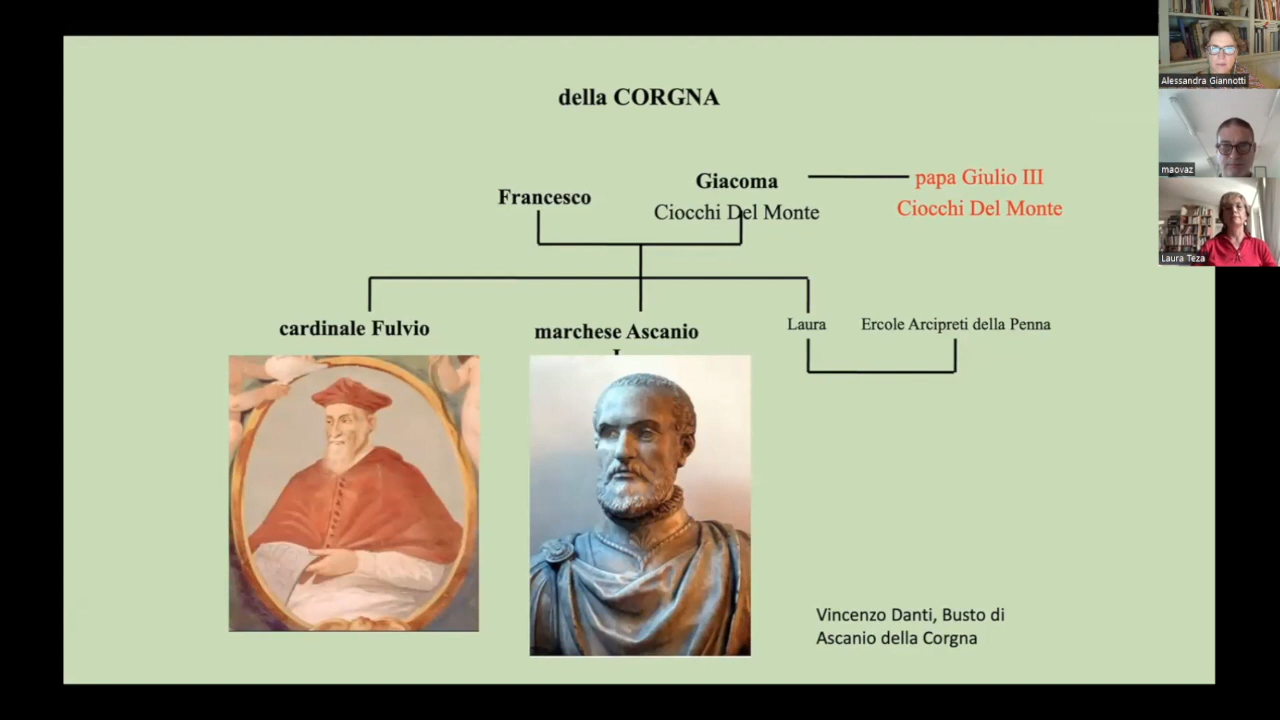 della CORGNA
Francesco
Giacoma
Ciocchi Del Monte
papa Giulio III
Ciocchi Del Monte
cardinale Fulvio
marchese Ascanio
I
Laura
Ercole Arcipreti della Penna
Vincenzo Danti, Busto di
Ascanio della Corgna
Alessandra Giannotti
maovaz
Laura Teza